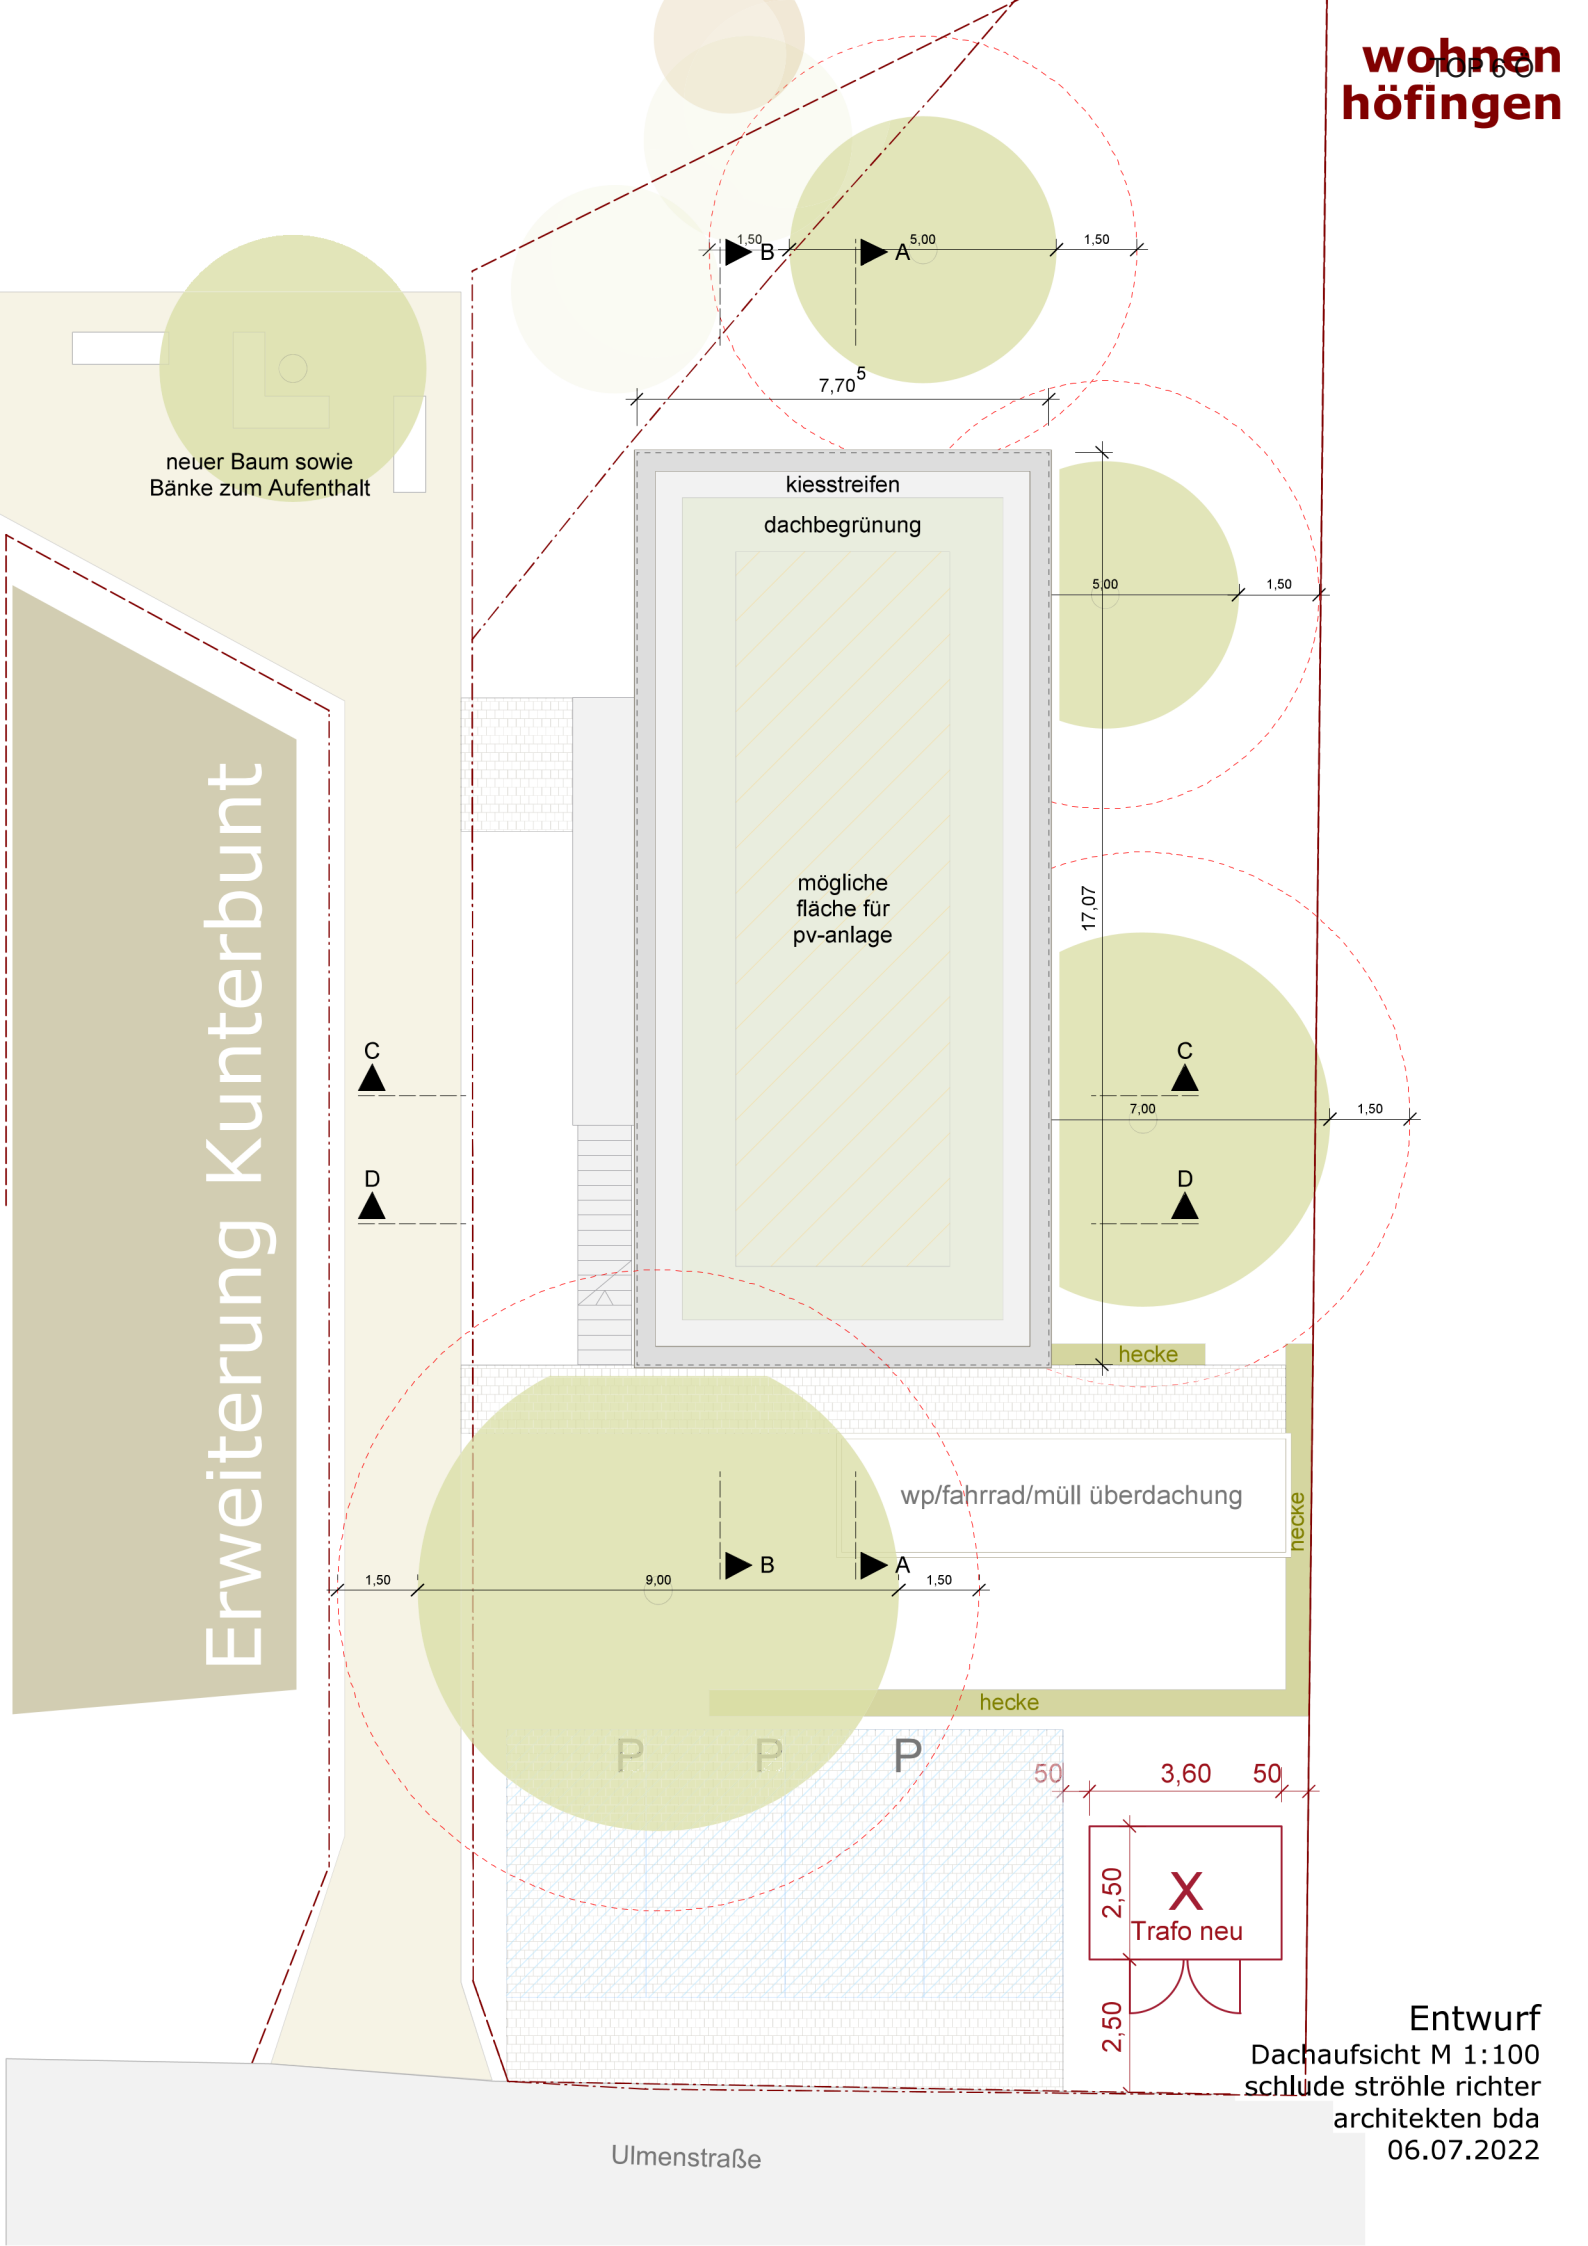 wohnen
TOP 6 Ö
höfingen
1,50
B
A
5,00
1,50
7,70⁵
neuer Baum sowie
Bänke zum Aufenthalt
kiesstreifen
dachbegrünung
5,00
1,50
mögliche
fläche für
pv-anlage
17,07
Erweiterung Kunterbunt
C
C
7,00
1,50
D
D
hecke
wp/fahrrad/müll überdachung
hecke
B
A
1,50
9,00
1,50
hecke
P
P
P
50
3,60
50
2,50
X
Trafo neu
2,50
Entwurf
Dachaufsicht M 1:100
schlude ströhle richter
architekten bda
06.07.2022
Ulmenstraße